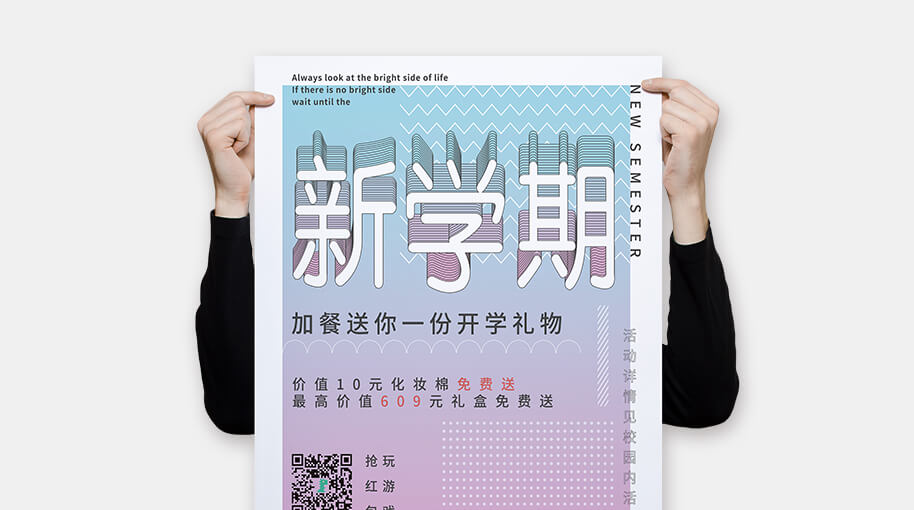 Always look at the bright side of life
If there is no bright side
wait until the
NEW SEMESTER
新学期
加餐送你一份开学礼物
活动详情见校园内活
价值10元化妆棉免费送
最高价值609元礼盒免费送
抢玩
红游